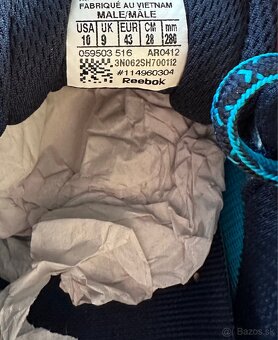 FABRIQUÉ AU VIETNAM
MALE/MÂLE
USA UK EUR CM mm
10 9 43 28 286
059503 516 AR0412
3N062SH700112
#114960304
Reebok
Bazos.sk